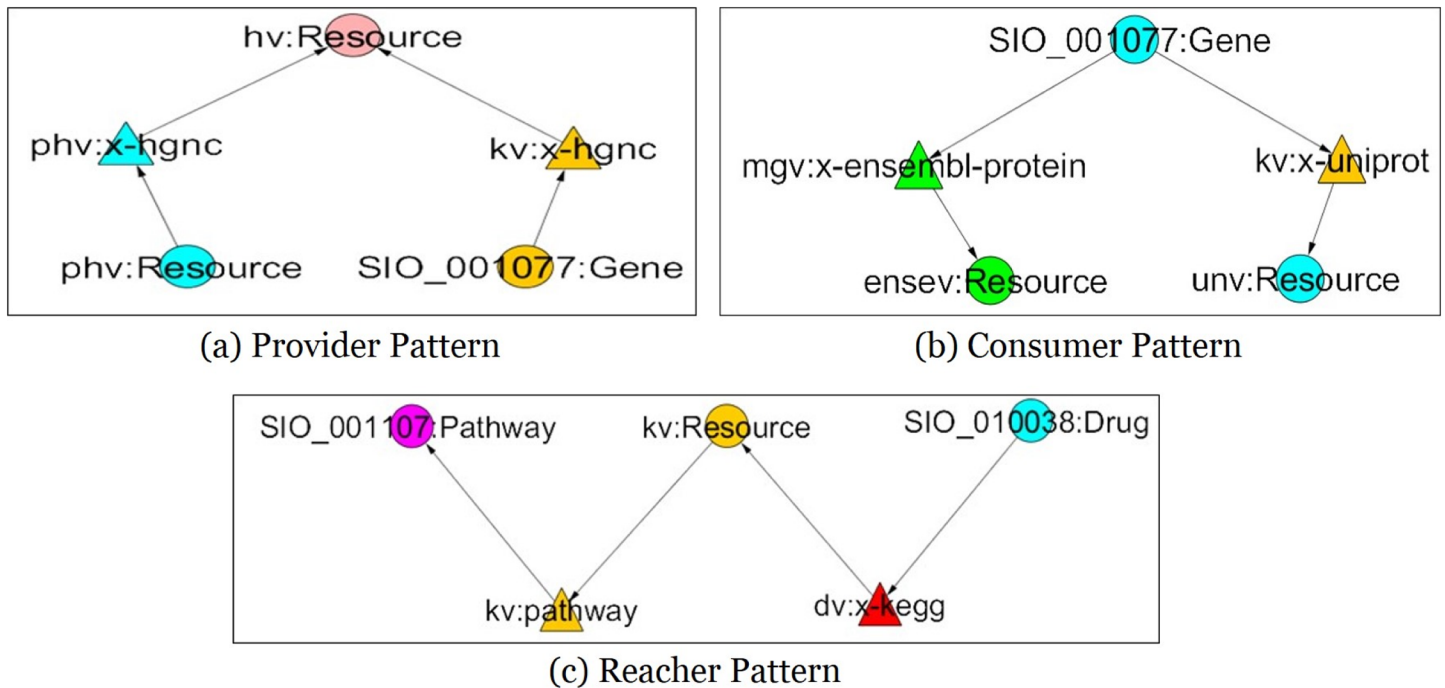 hv:Resource
phv:x-hgnc
kv:x-hgnc
phv:Resource
SIO_001077:Gene
(a) Provider Pattern
SIO_001077:Gene
mgv:x-ensembl-protein
kv:x-uniprot
ensev:Resource
unv:Resource
(b) Consumer Pattern
SIO_001107:Pathway
kv:Resource
SIO_010038:Drug
kv:pathway
dv:x-kegg
(c) Reacher Pattern